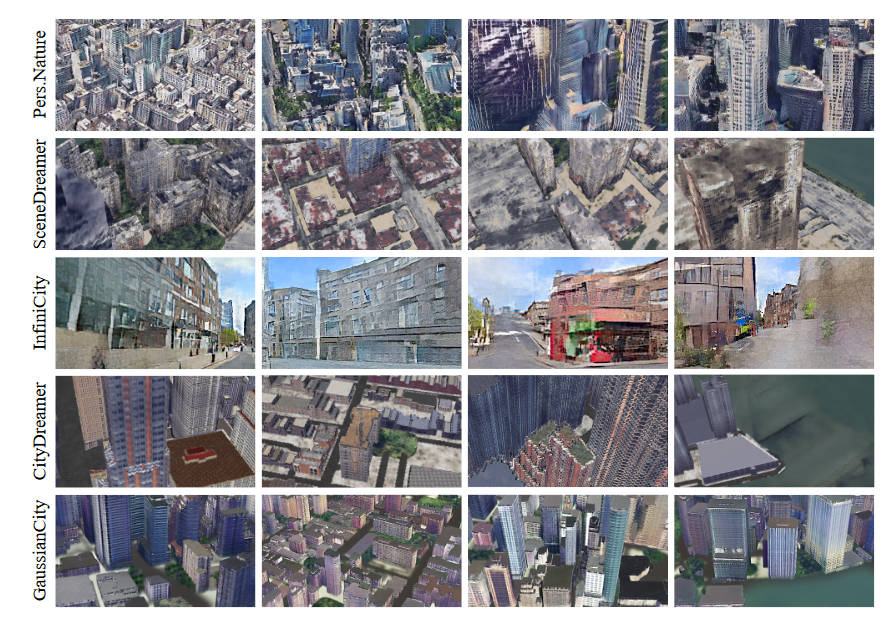 Pers.Nature
SceneDreamer
InfiniCity
CityDreamer
GaussianCity